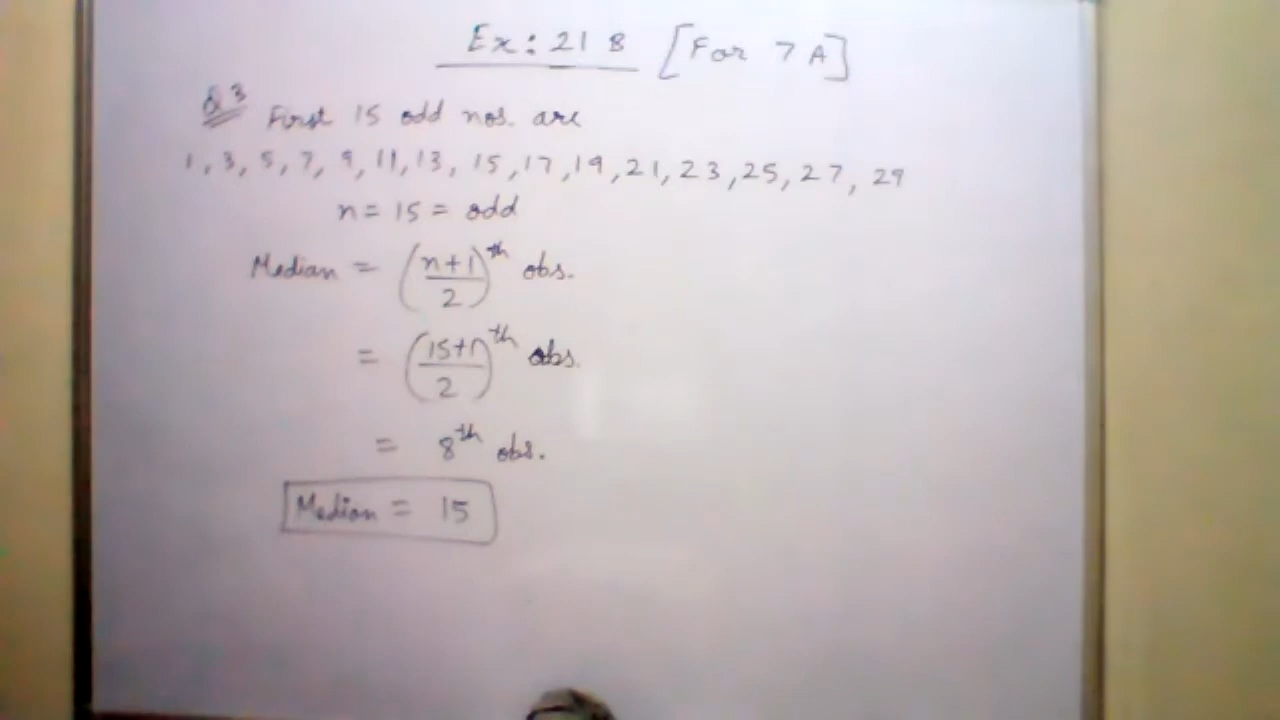 Ex: 21 B [For 7 A]
Q 3 First 15 odd nos. are
1, 3, 5, 7, 9, 11, 13, 15, 17, 19, 21, 23, 25, 27, 29
n = 15 = odd
Median = (n+1/2)th obs.
= (15+1/2)th obs.
= 8th obs.
Median = 15